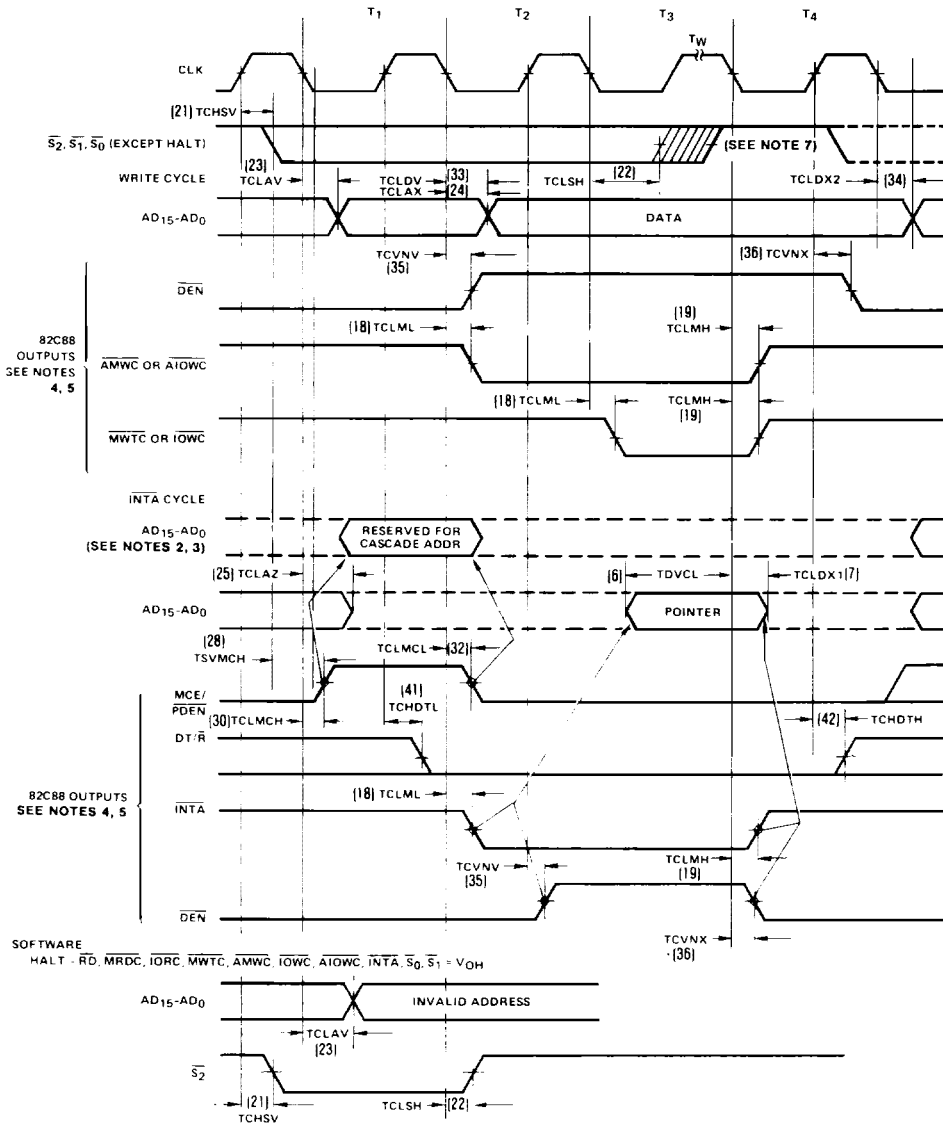 T1 T2 T3 T4
TW
CLK
(21) TCHSV
S2, S1, S0 (EXCEPT HALT)
(SEE NOTE 7)
(23)
TCLAV
TCLDV (33)
TCLAX (24)
TCLSH
(22)
TCLDX2 (34)
WRITE CYCLE
AD15-AD0
DATA
TCVNV
(35)
(36) TCVNX
DEN
(18) TCLML
(19)
TCLMH
82C88
OUTPUTS
SEE NOTES
4, 5
AMWC OR AIOWC
(18) TCLML
TCLMH
(19)
MWTC OR IOWC
INTA CYCLE
AD15-AD0
(SEE NOTES 2, 3)
RESERVED FOR
CASCADE ADDR
(25) TCLAZ
(6) TDVCL
TCLDX1 (7)
AD15-AD0
POINTER
(28)
TSVMCH
TCLMCL (32)
MCE/
PDEN
(41)
TCHDTL
(30) TCLMCH
(42) TCHDTH
DT/R
82C88 OUTPUTS
SEE NOTES 4, 5
(18) TCLML
INTA
TCVNV
(35)
TCLMH
(19)
DEN
TCVNX
(36)
SOFTWARE
HALT - RD, MRDC, IORC, MWTC, AMWC, IOWC, AIOWC, INTA, S0, S1 = VOH
AD15-AD0
INVALID ADDRESS
TCLAV
(23)
S2
(21)
TCHSV
TCLSH (22)